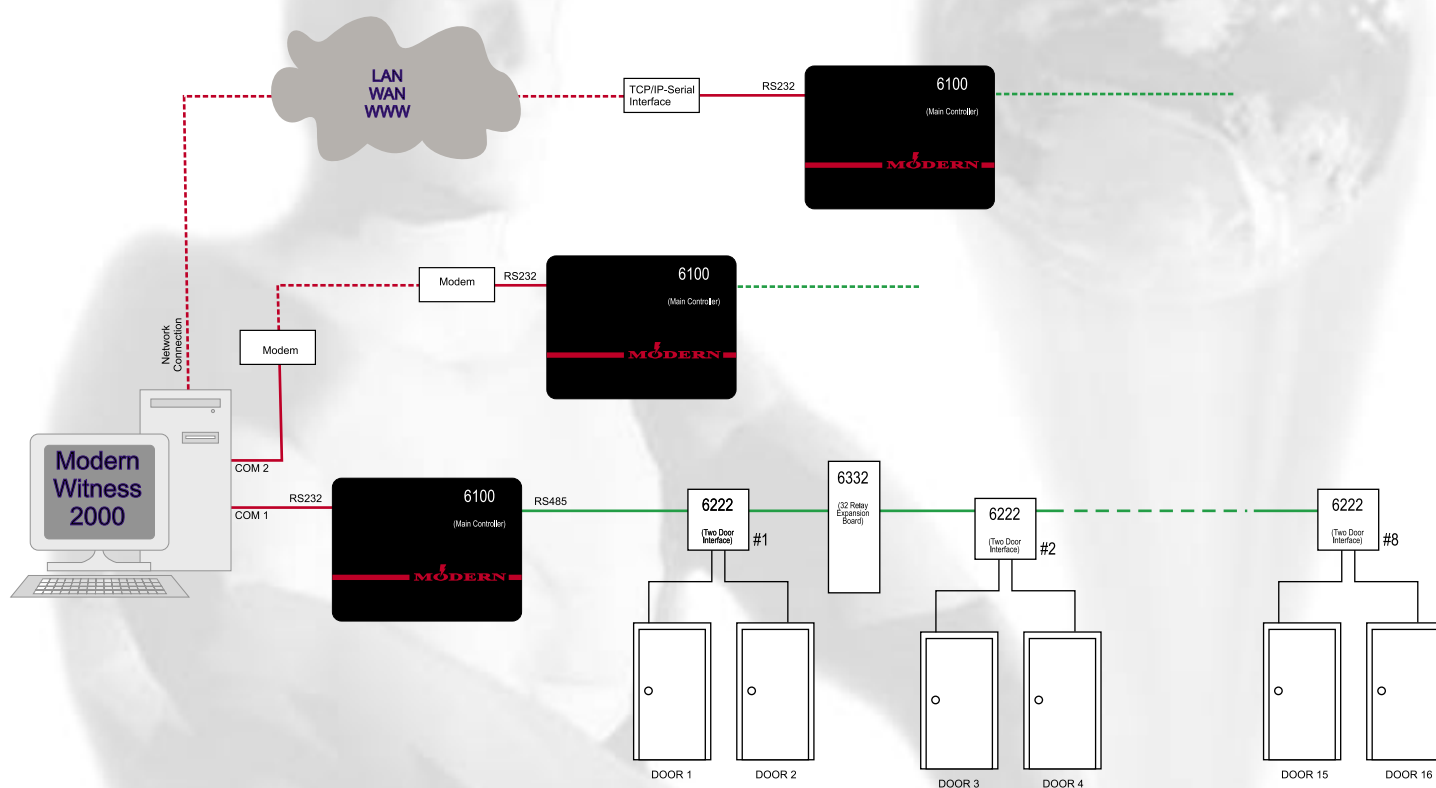 LAN
WAN
WWW
TCP/IP-Serial
Interface
RS232
6100
(Main Controller)
MODERN
Modem
RS232
6100
(Main Controller)
MODERN
Network
Connection
Modem
Modern
Witness
2000
COM 2
COM 1
RS232
6100
(Main Controller)
MODERN
RS485
6222
(Two Door
Interface)
#1
6332
(32 Relay
Expansion
Board)
6222
(Two Door
Interface)
#2
6222
(Two Door
Interface)
#8
DOOR 1
DOOR 2
DOOR 3
DOOR 4
DOOR 15
DOOR 16